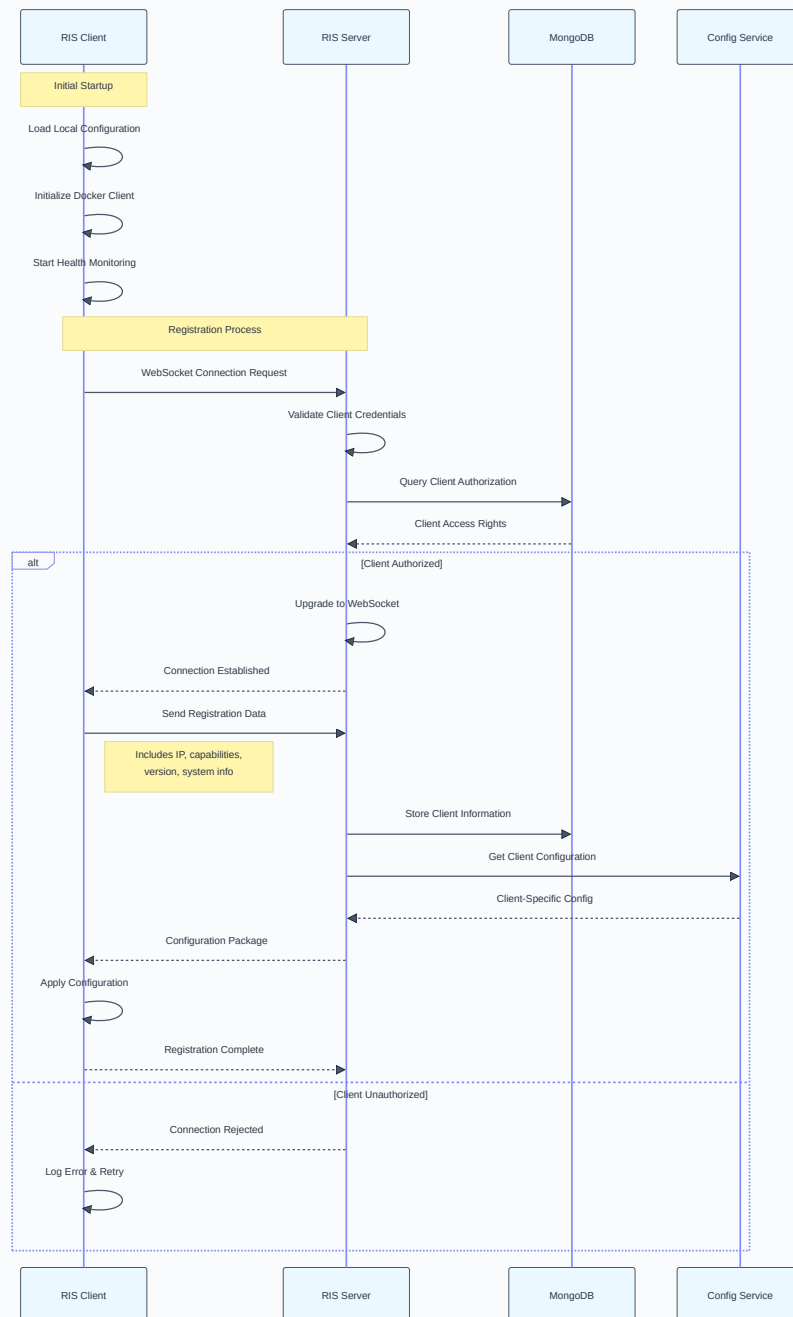 RIS Client
RIS Server
MongoDB
Config Service
Initial Startup
Load Local Configuration
Initialize Docker Client
Start Health Monitoring
Registration Process
WebSocket Connection Request
Validate Client Credentials
Query Client Authorization
Client Access Rights
alt
[Client Authorized]
Upgrade to WebSocket
Connection Established
Send Registration Data
Includes IP, capabilities,
version, system info
Store Client Information
Get Client Configuration
Client-Specific Config
Configuration Package
Apply Configuration
Registration Complete
[Client Unauthorized]
Connection Rejected
Log Error & Retry
RIS Client
RIS Server
MongoDB
Config Service